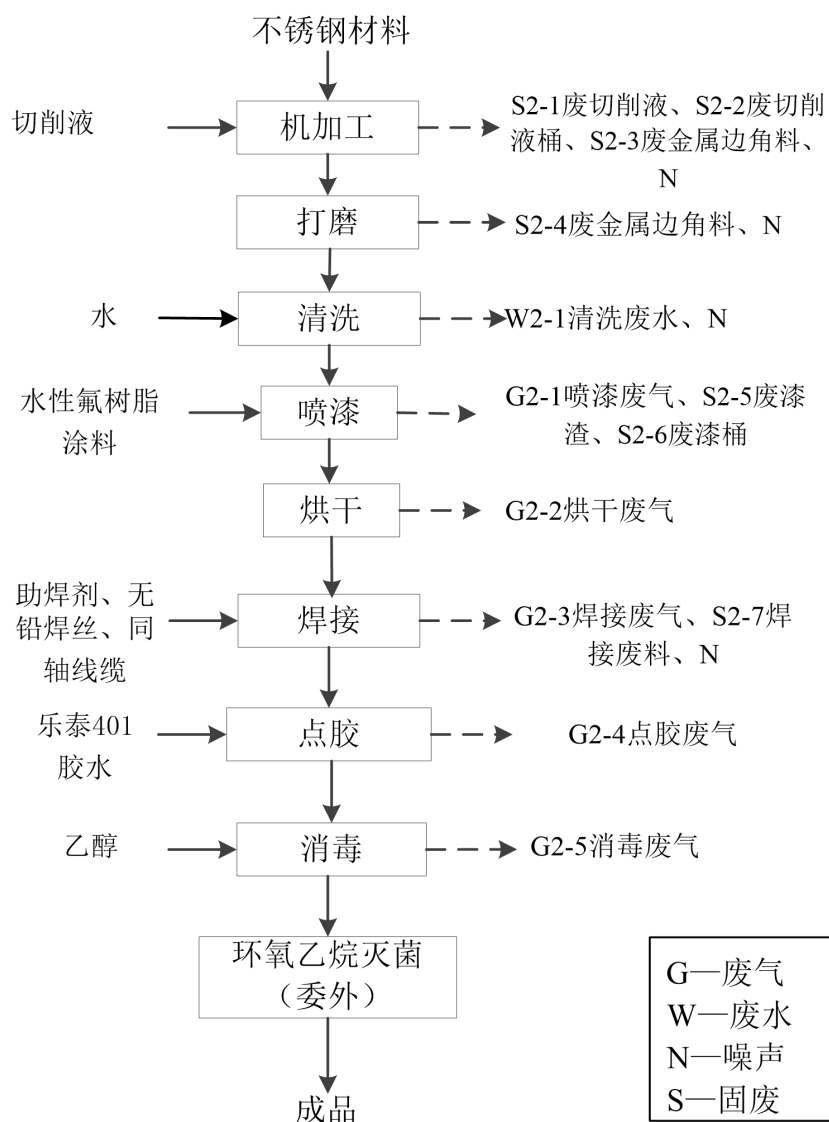 不锈钢材料
切削液
机加工
S2-1废切削液、S2-2废切削
液桶、S2-3废金属边角料、
N
打磨
S2-4废金属边角料、N
水
清洗
W2-1清洗废水、N
水性氟树脂
涂料
喷漆
G2-1喷漆废气、S2-5废漆
渣、S2-6废漆桶
烘干
G2-2烘干废气
助焊剂、无
铅焊丝、同
轴线缆
焊接
G2-3焊接废气、S2-7焊
接废料、N
乐泰401
胶水
点胶
G2-4点胶废气
乙醇
消毒
G2-5消毒废气
环氧乙烷灭菌
（委外）
成品
G—废气
W—废水
N—噪声
S—固废